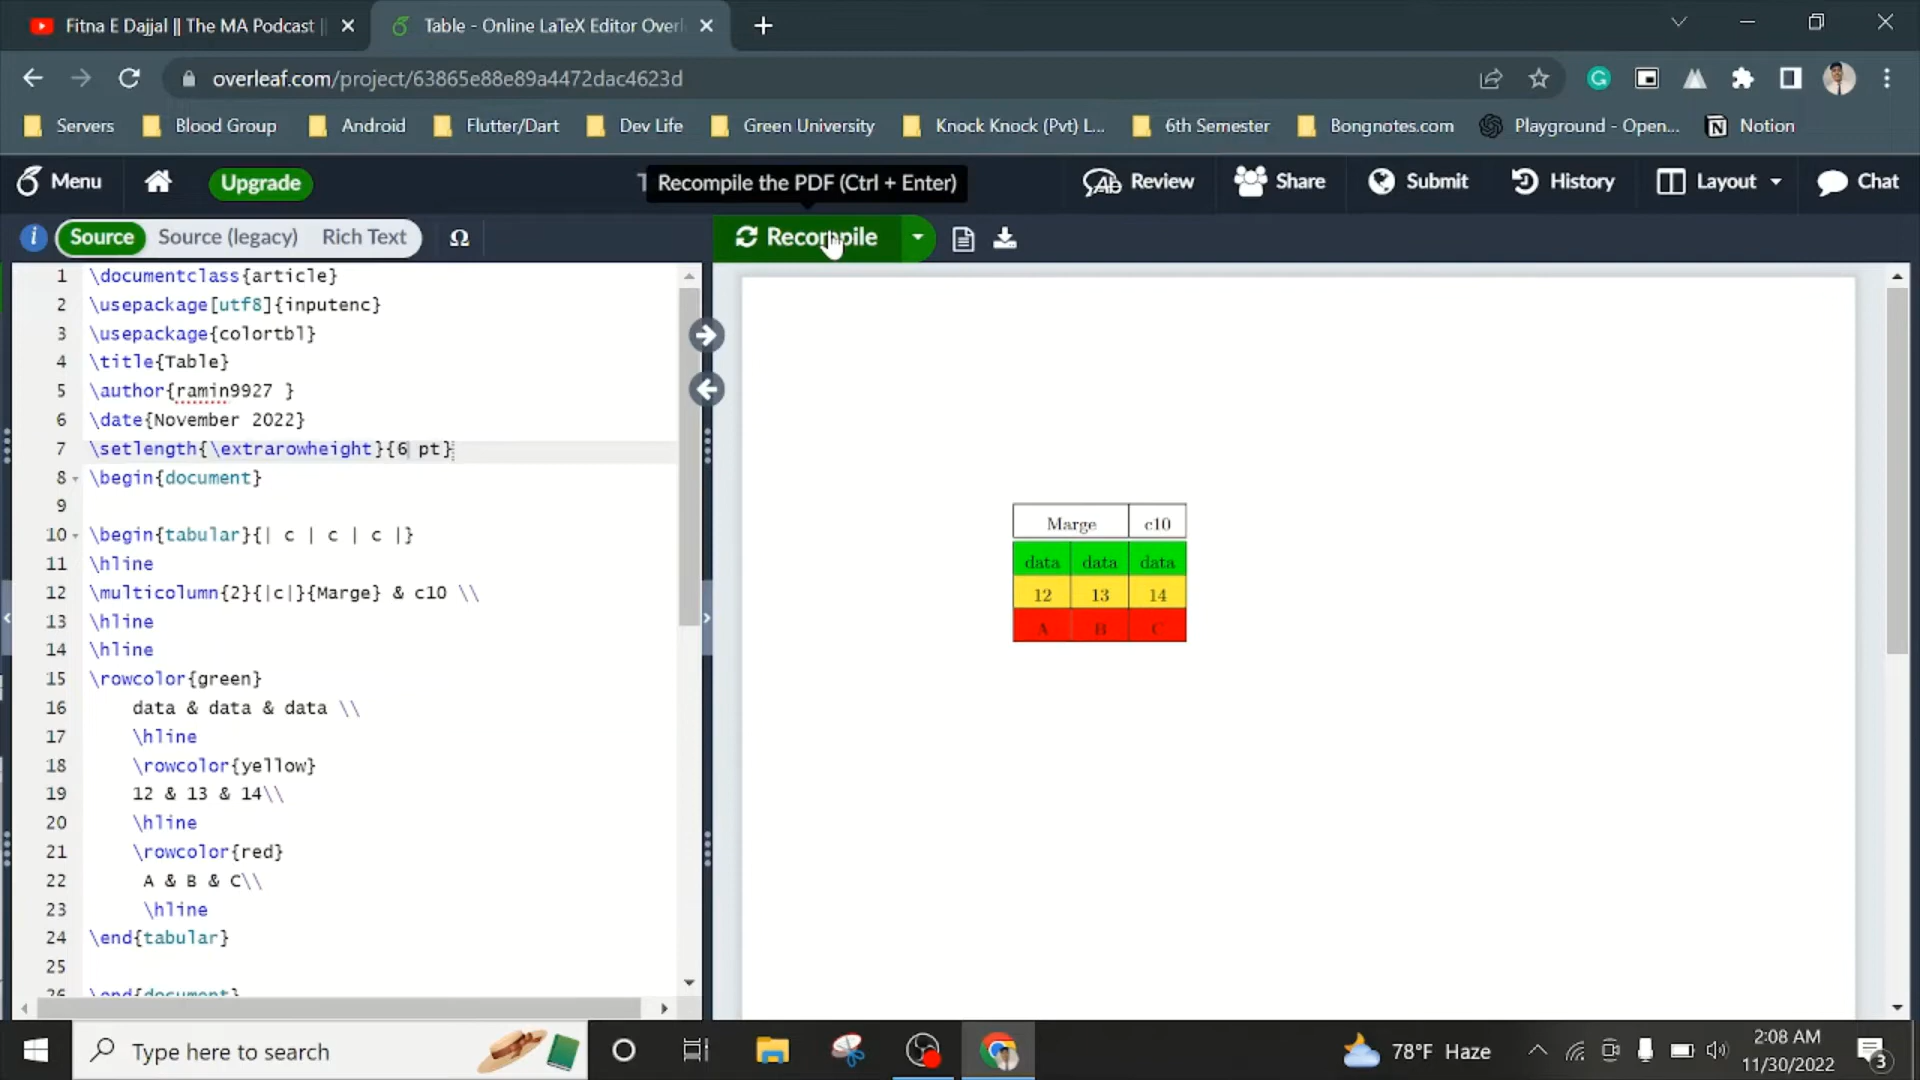 Fitna E Dajjal || The MA Podcast ||
Table - Online LaTeX Editor Overl
overleaf.com/project/63865e88e89a4472dac4623d
Servers
Blood Group
Android
Flutter/Dart
Dev Life
Green University
Knock Knock (Pvt) L...
6th Semester
Bongnotes.com
Playground - Open...
Notion
Menu
Upgrade
Recompile the PDF (Ctrl + Enter)
Review
Share
Submit
History
Layout
Chat
Source
Source (legacy)
Rich Text
Ω
Recompile
1 \documentclass{article}
2 \usepackage[utf8]{inputenc}
3 \usepackage{colortbl}
4 \title{Table}
5 \author{ramin9927 }
6 \date{November 2022}
7 \setlength{\extrarowheight}{6 pt}
8 \begin{document}
9
10 \begin{tabular}{| c | c | c |}
11 \hline
12 \multicolumn{2}{|c|}{Marge} & c10 \\
13 \hline
14 \hline
15 \rowcolor{green}
16 data & data & data \\
17 \hline
18 \rowcolor{yellow}
19 12 & 13 & 14\\
20 \hline
21 \rowcolor{red}
22 A & B & C\\
23 \hline
24 \end{tabular}
25
26 \end{document}
Marge c10
data data data
12 13 14
A B C
Type here to search
78°F Haze
2:08 AM
11/30/2022
3